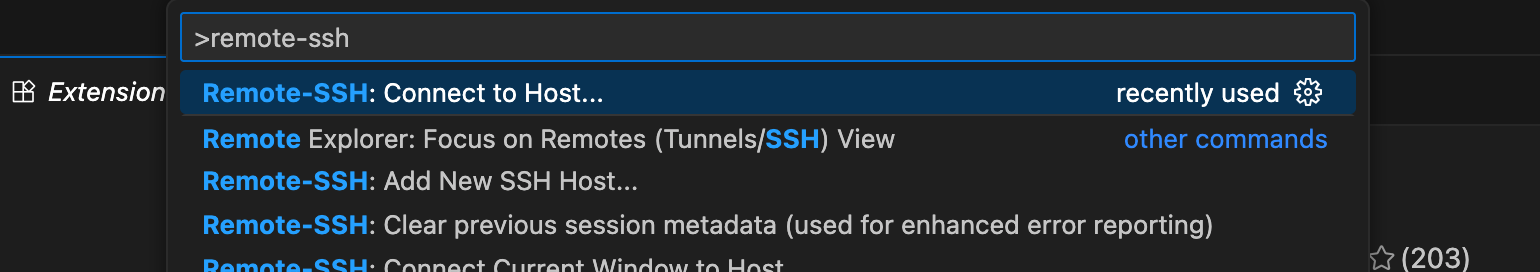 >remote-ssh
Extension
Remote-SSH: Connect to Host... recently used
Remote Explorer: Focus on Remotes (Tunnels/SSH) View other commands
Remote-SSH: Add New SSH Host...
Remote-SSH: Clear previous session metadata (used for enhanced error reporting)
Remote-SSH: Connect Current Window to Host
(203)